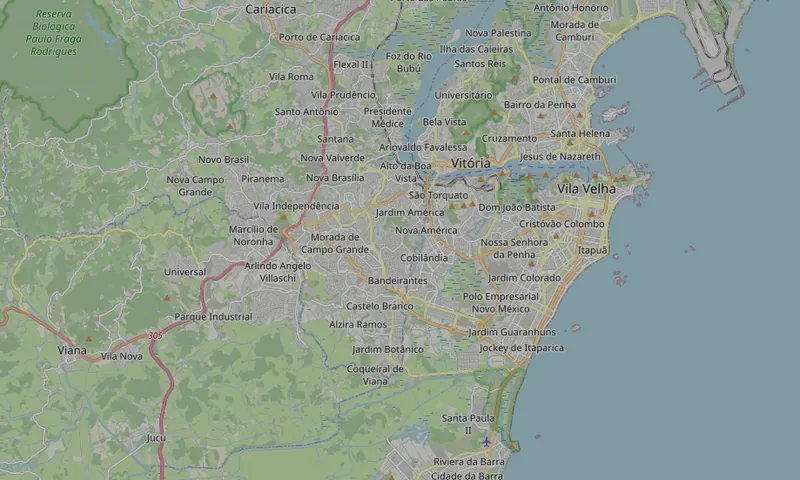 Cariacica
Antônio Honório
Reserva
Biológica
Paulo Fraga
Rodrigues
Morada de
Camburi
Nova Palestina
Porto de Cariacica
Ilha das Caieiras
Foz do Rio
Bubu
Santos Reis
Flexal II
Vila Roma
Pontal de Camburi
Vila Prudêncio
Universitário
Bairro da Penha
Santo Antônio
Presidente
Médice
Bela Vista
Santana
Cruzamento
Santa Helena
Ariovaldo Favalessa
Novo Brasil
Nova Valverde
Alto da Boa
Vista
Vitória
Jesus de Nazareth
Nova Campo
Grande
Piranema
Nova Brasília
São Torquato
Vila Velha
Vila Independência
Jardim América
Dom João Batista
Marcílio de
Noronha
Nova América
Cristóvão Colombo
Morada de
Campo Grande
Nossa Senhora
da Penha
Itapuã
Universal
Arlindo Angelo
Villaschi
Cobilândia
Bandeirantes
Jardim Colorado
Castelo Branco
Polo Empresarial
Novo México
Parque Industrial
Alzira Ramos
305
Jardim Guaranhuns
Viana
Vila Nova
Jardim Botânico
Jockey de Itaparica
Coqueiral de
Viana
Santa Paula
II
Jucu
Riviera da Barra
Cidade da Barra